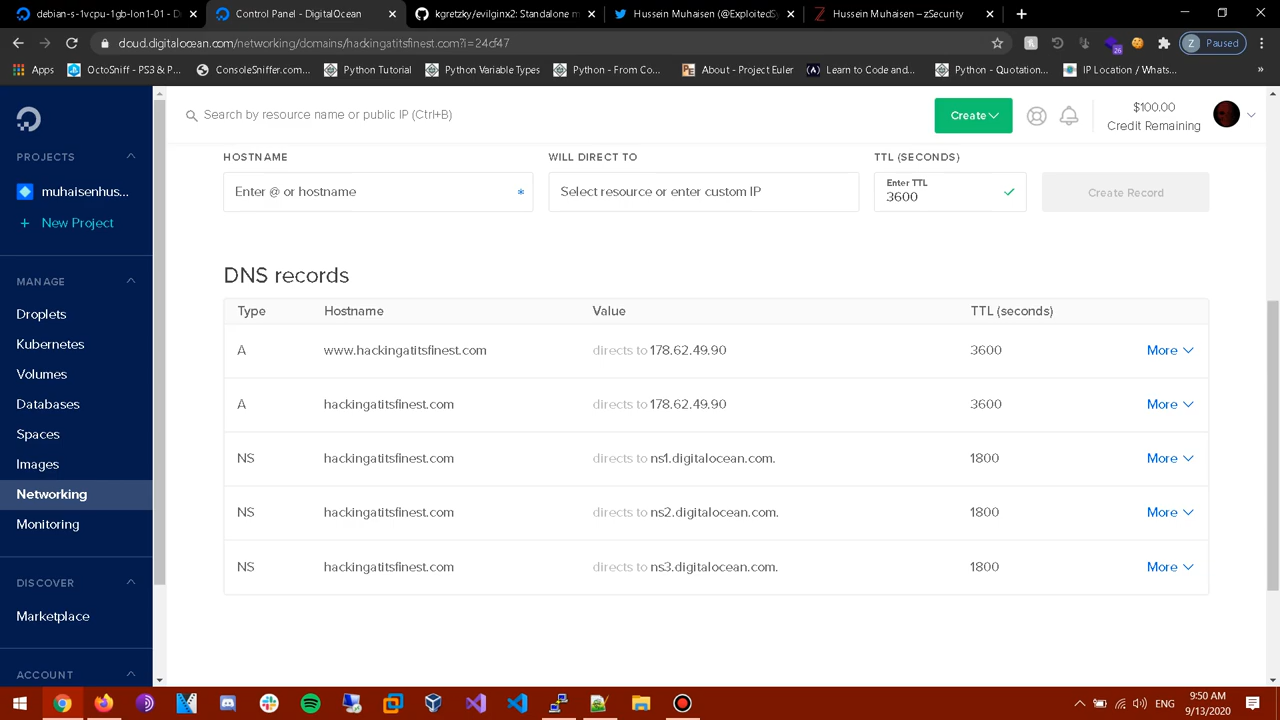 debian-s-1vcpu-1gb-lon1-01 - D
Control Panel - DigitalOcean
kgretzky/evilginx2: Standalone m
Hussein Muhaisen (@ExploitedSy
Hussein Muhaisen – zSecurity
cloud.digitalocean.com/networking/domains/hackingatitsfinest.com?i=24df47
26
Z
Paused
Apps
OctoSniff - PS3 & P...
ConsoleSniffer.com...
Python Tutorial
Python Variable Types
Python - From Co...
About - Project Euler
Learn to Code and...
Python - Quotation...
IP Location / Whats...
»
Search by resource name or public IP (Ctrl+B)
Create
$100.00
Credit Remaining
PROJECTS
muhaisenhus...
+ New Project
MANAGE
Droplets
Kubernetes
Volumes
Databases
Spaces
Images
Networking
Monitoring
DISCOVER
Marketplace
ACCOUNT
HOSTNAME
WILL DIRECT TO
TTL (SECONDS)
Enter @ or hostname *
Select resource or enter custom IP
Enter TTL
3600
Create Record
DNS records
Type Hostname Value TTL (seconds)
A www.hackingatitsfinest.com directs to 178.62.49.90 3600 More
A hackingatitsfinest.com directs to 178.62.49.90 3600 More
NS hackingatitsfinest.com directs to ns1.digitalocean.com. 1800 More
NS hackingatitsfinest.com directs to ns2.digitalocean.com. 1800 More
NS hackingatitsfinest.com directs to ns3.digitalocean.com. 1800 More
ENG
9:50 AM
9/13/2020